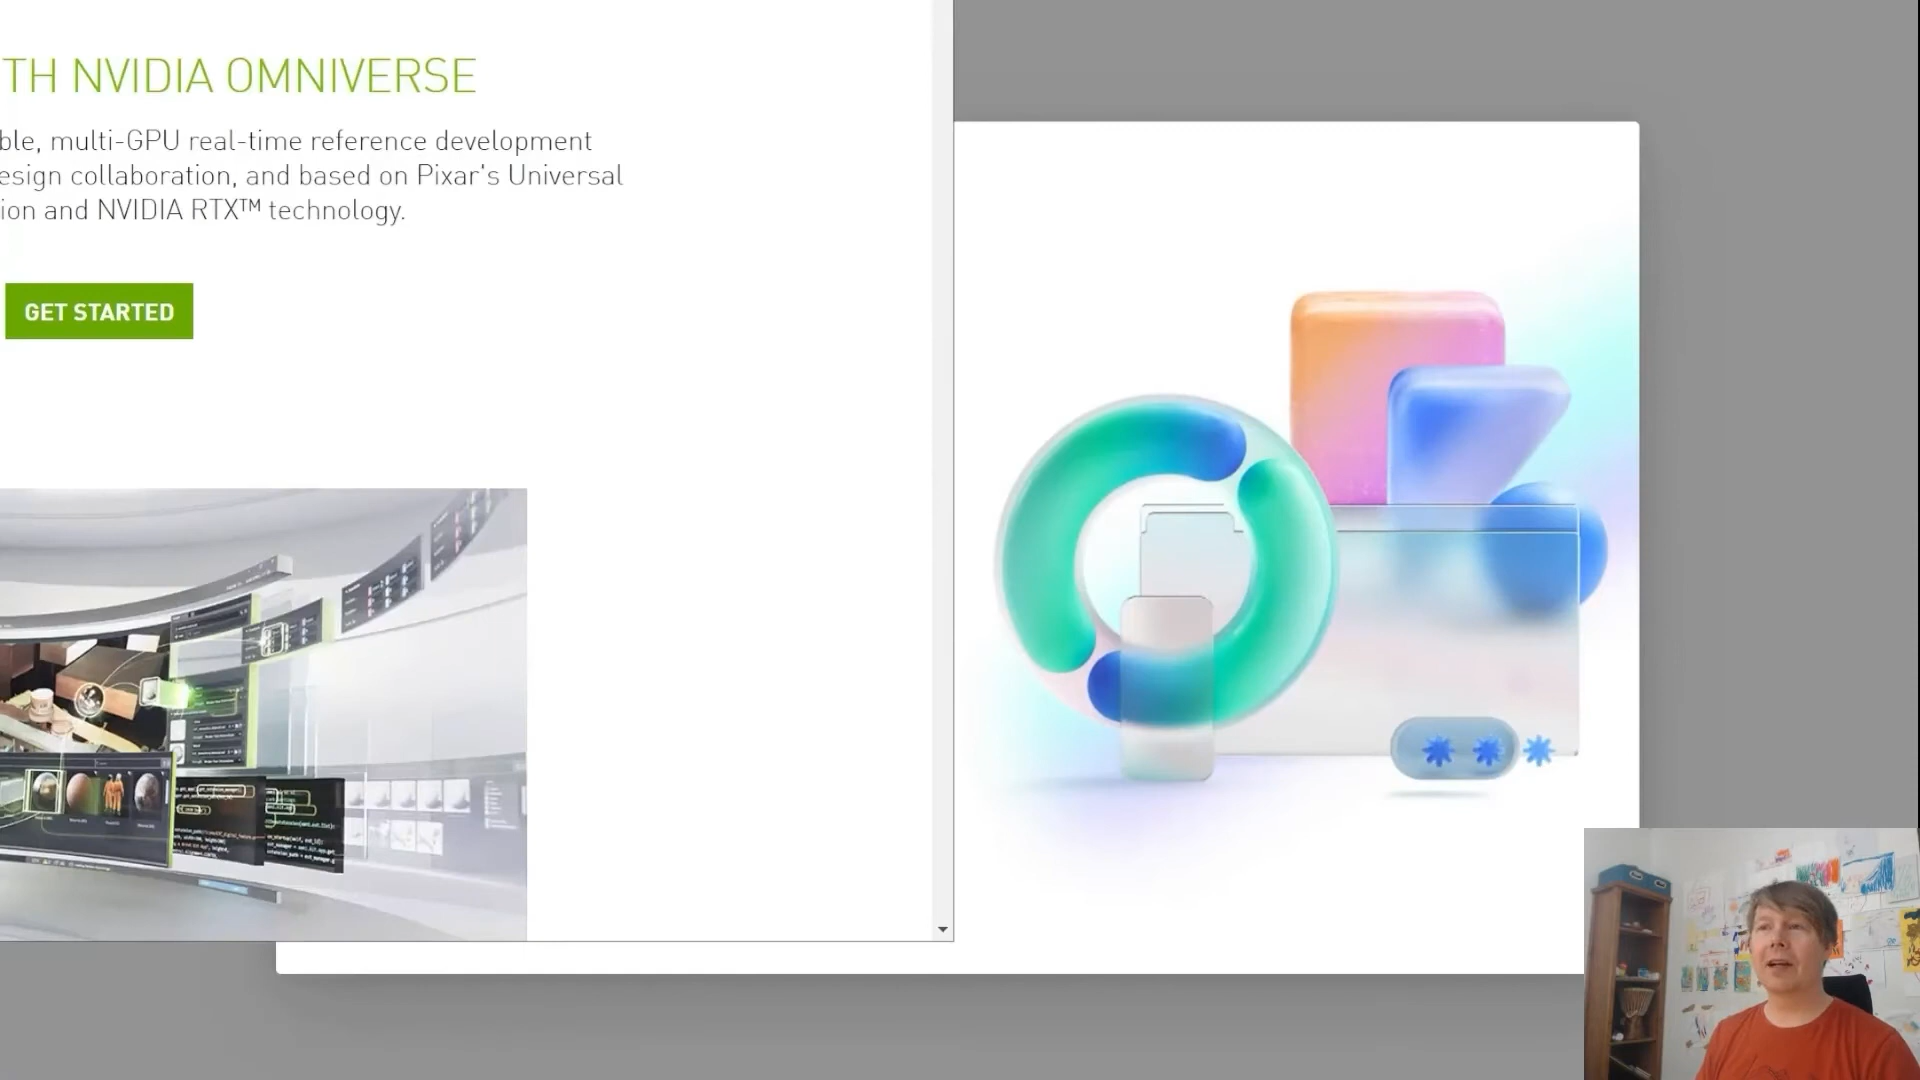 TH NVIDIA OMNIVERSE
ble, multi-GPU real-time reference development
esign collaboration, and based on Pixar's Universal
ion and NVIDIA RTX™ technology.
GET STARTED